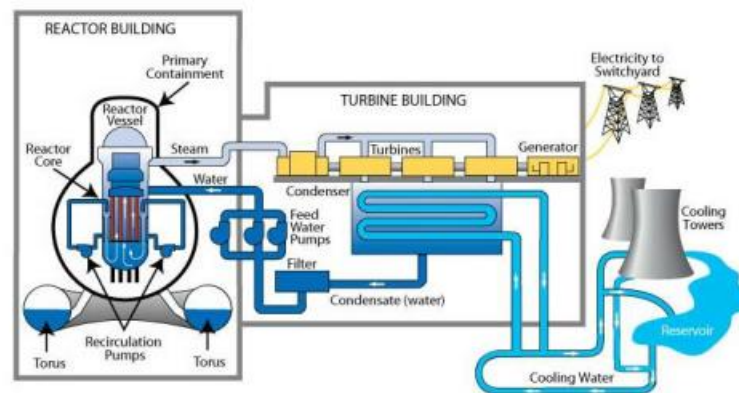 REACTOR BUILDING
Primary
Containment
Reactor
Vessel
Reactor
Core
Steam
Water
TURBINE BUILDING
Turbines
Generator
Condenser
Feed
Water
Pumps
Filter
Condensate (water)
Electricity to
Switchyard
Cooling
Towers
Reservoir
Cooling Water
Torus
Recirculation
Pumps
Torus